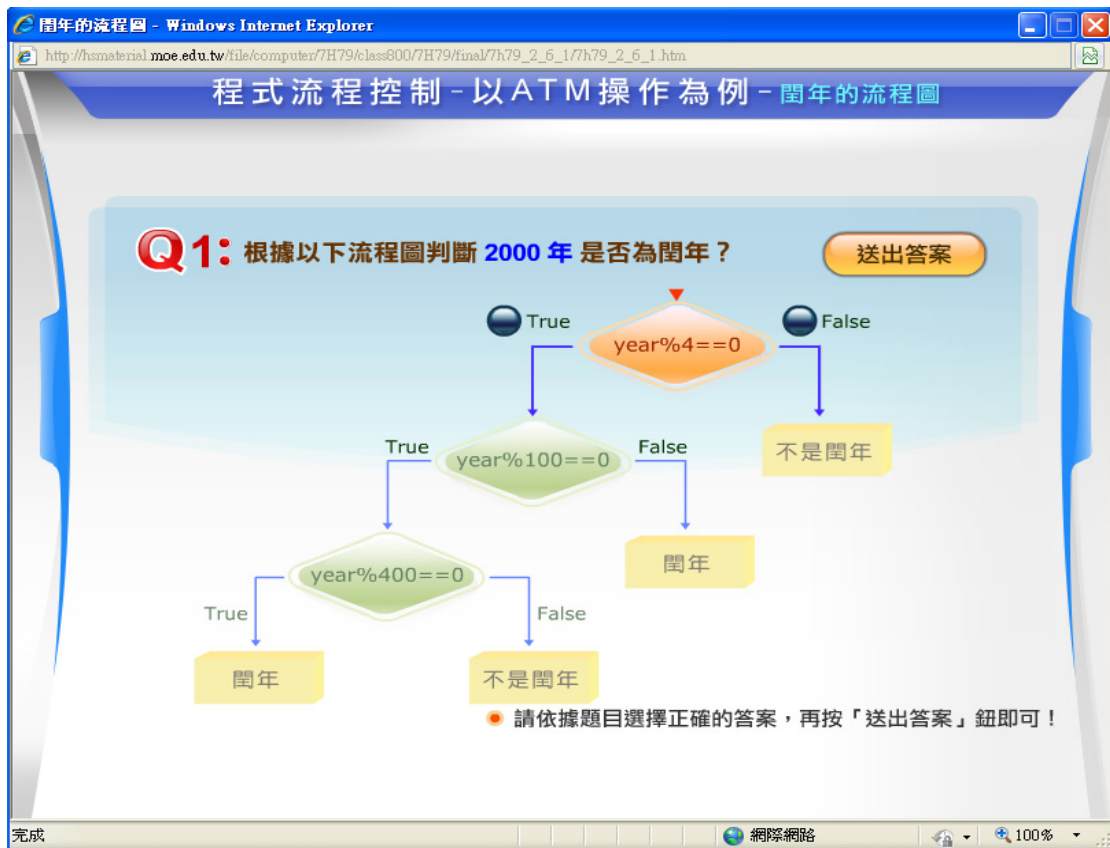 閏年的流程圖 - Windows Internet Explorer
http://hsmaterial.moe.edu.tw/file/computer/7H79/class800/7H79/final/7h79_2_6_1/7h79_2_6_1.htm
程式流程控制-以ATM操作為例-閏年的流程圖
Q1: 根據以下流程圖判斷 2000 年 是否為閏年？
送出答案
True
False
year%4==0
True
year%100==0
False
不是閏年
閏年
year%400==0
True
False
閏年
不是閏年
請依據題目選擇正確的答案，再按「送出答案」鈕即可！
完成
網際網路
100%